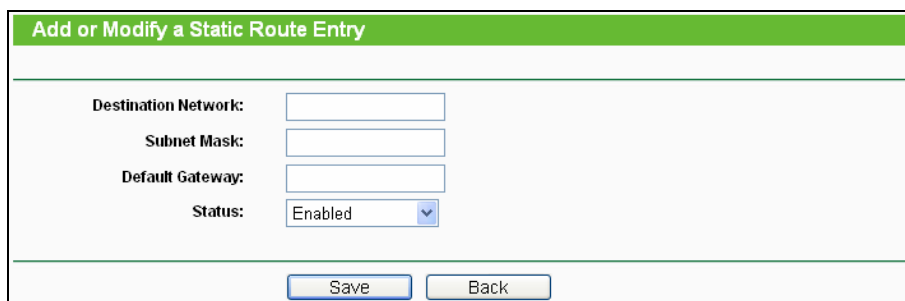 Add or Modify a Static Route Entry
Destination Network:
Subnet Mask:
Default Gateway:
Status: Enabled
Save Back